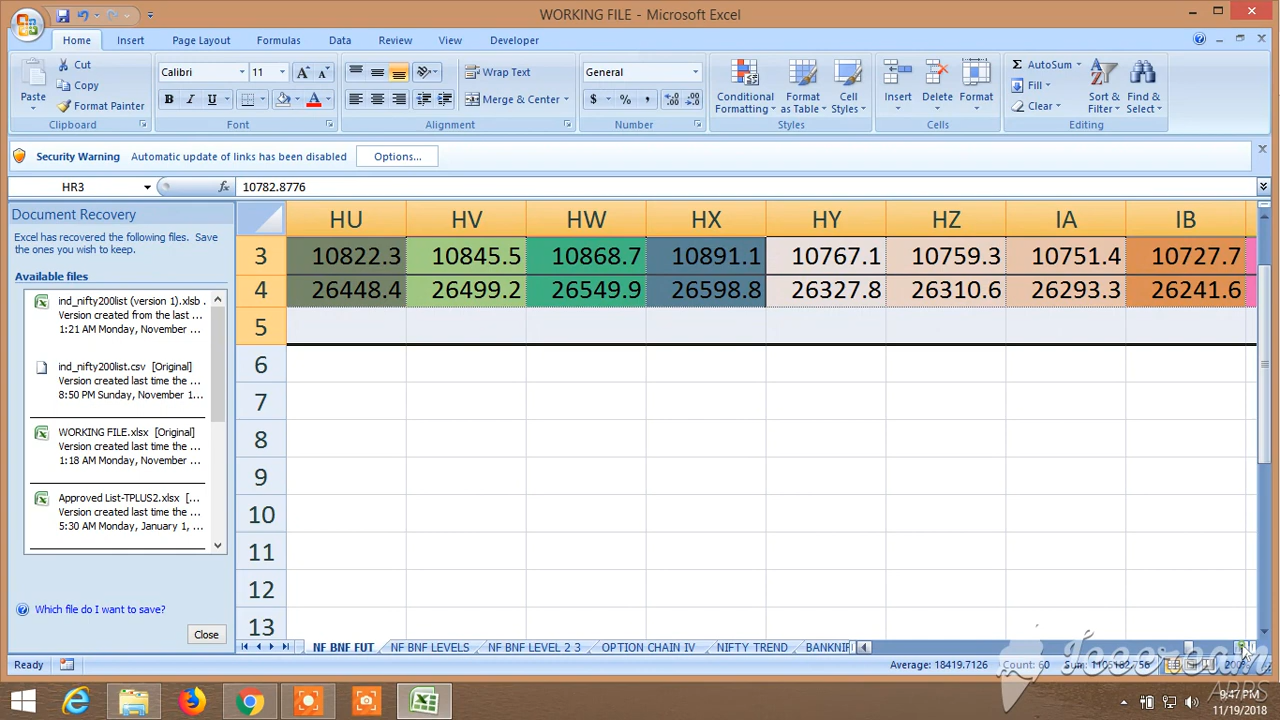 WORKING FILE - Microsoft Excel
Home Insert Page Layout Formulas Data Review View Developer
Paste
Cut
Copy
Format Painter
Clipboard
Calibri 11
B I U
Font
Wrap Text
Merge & Center
Alignment
General
$ % ,
Number
Conditional Formatting
Format as Table
Cell Styles
Styles
Insert Delete Format
Cells
AutoSum
Fill
Clear
Sort & Filter
Find & Select
Editing
Security Warning Automatic update of links has been disabled Options...
HR3 fx 10782.8776
Document Recovery
Excel has recovered the following files. Save
the ones you wish to keep.
Available files
ind_nifty200list (version 1).xlsb .
Version created from the last ...
1:21 AM Monday, November ...
ind_nifty200list.csv [Original]
Version created last time the ...
8:50 PM Sunday, November 1...
WORKING FILE.xlsx [Original]
Version created last time the ...
1:18 AM Monday, November ...
Approved List-TPLUS2.xlsx [...
Version created last time the ...
5:30 AM Monday, January 1, ...
Which file do I want to save?
Close
HU HV HW HX HY HZ IA IB
3 10822.3 10845.5 10868.7 10891.1 10767.1 10759.3 10751.4 10727.7
4 26448.4 26499.2 26549.9 26598.8 26327.8 26310.6 26293.3 26241.6
5
6
7
8
9
10
11
12
13
NF BNF FUT NF BNF LEVELS NF BNF LEVEL 2 3 OPTION CHAIN IV NIFTY TREND BANKNIF
Ready Average: 18419.7126 Count: 60
Icecream
APPS
9:47 PM
11/19/2018